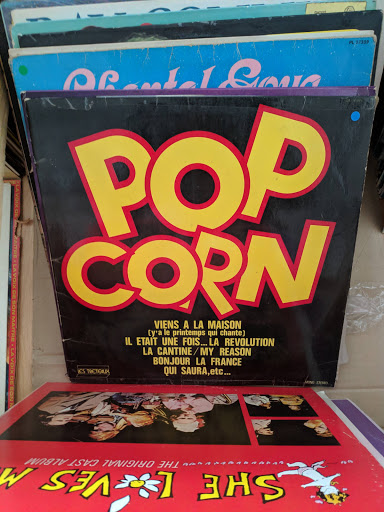 Chantal Goya
POP
CORN
VIENS A LA MAISON
(y'a le printemps qui chante)
IL ETAIT UNE FOIS... LA REVOLUTION
LA CANTINE/MY REASON
BONJOUR LA FRANCE
QUI SAURA, etc...
SHE LOVES M
THE ORIGINAL CAST ALBUM